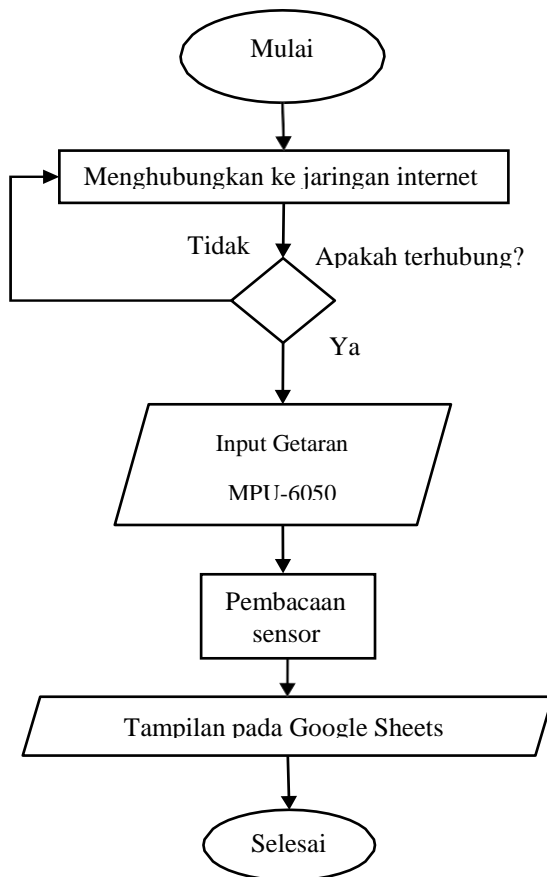 Mulai
Menghubungkan ke jaringan internet
Tidak
Apakah terhubung?
Ya
Input Getaran
MPU-6050
Pembacaan
sensor
Tampilan pada Google Sheets
Selesai